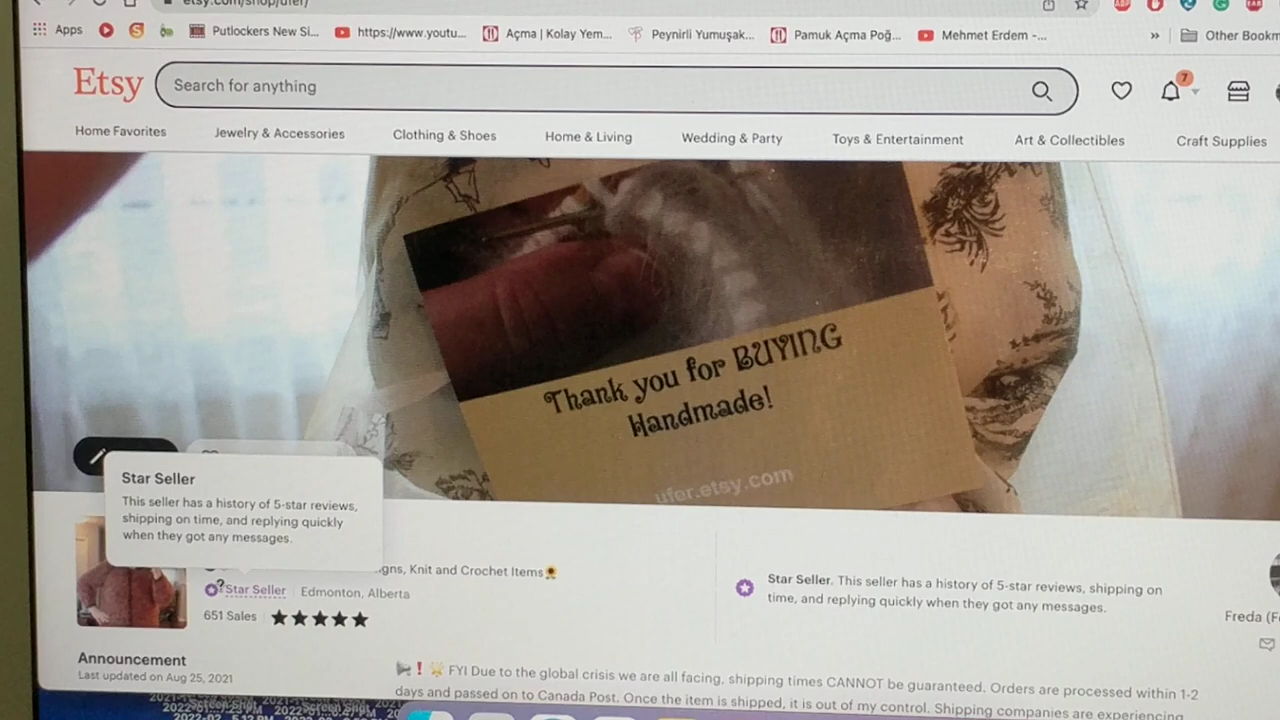 etsy.com/shop/ufer/
Apps
Putlockers New Si...
https://www.youtu...
Açma | Kolay Yem...
Peynirli Yumuşak...
Pamuk Açma Poğ...
Mehmet Erdem -...
»
Other Bookm
Etsy
Search for anything
7
Home Favorites
Jewelry & Accessories
Clothing & Shoes
Home & Living
Wedding & Party
Toys & Entertainment
Art & Collectibles
Craft Supplies
Thank you for BUYING
Handmade!
ufer.etsy.com
Star Seller
This seller has a history of 5-star reviews,
shipping on time, and replying quickly
when they got any messages.
igns, Knit and Crochet Items
Star Seller
Edmonton, Alberta
651 Sales
Star Seller. This seller has a history of 5-star reviews, shipping on
time, and replying quickly when they got any messages.
Freda (F
Announcement
Last updated on Aug 25, 2021
FYI Due to the global crisis we are all facing, shipping times CANNOT be guaranteed. Orders are processed within 1-2
days and passed on to Canada Post. Once the item is shipped, it is out of my control. Shipping companies are experiencing